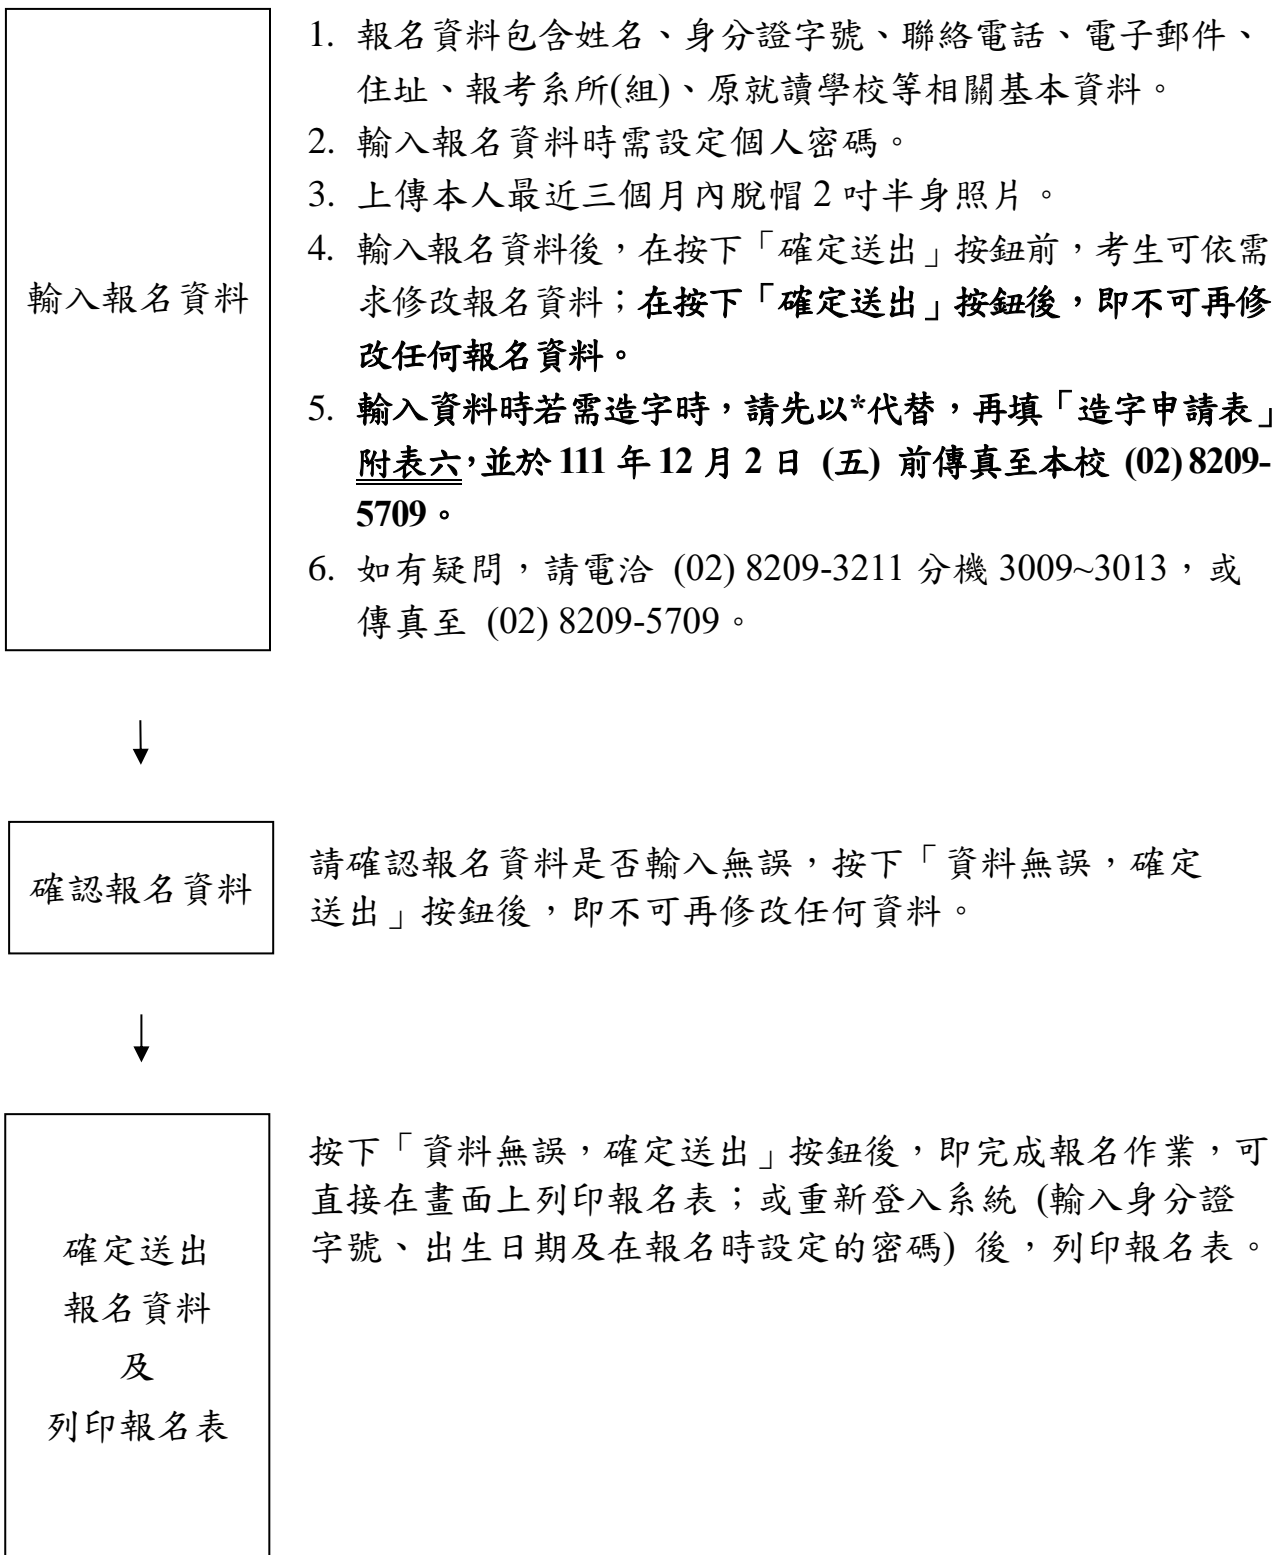 輸入報名資料
1. 報名資料包含姓名、身分證字號、聯絡電話、電子郵件、
住址、報考系所(組)、原就讀學校等相關基本資料。
2. 輸入報名資料時需設定個人密碼。
3. 上傳本人最近三個月內脫帽 2 吋半身照片。
4. 輸入報名資料後，在按下「確定送出」按鈕前，考生可依需
求修改報名資料；在按下「確定送出」按鈕後，即不可再修
改任何報名資料。
5. 輸入資料時若需造字時，請先以*代替，再填「造字申請表」
附表六，並於 111 年 12 月 2 日 (五) 前傳真至本校 (02) 8209-
5709。
6. 如有疑問，請電洽 (02) 8209-3211 分機 3009~3013，或
傳真至 (02) 8209-5709。
確認報名資料
請確認報名資料是否輸入無誤，按下「資料無誤，確定
送出」按鈕後，即不可再修改任何資料。
確定送出
報名資料
及
列印報名表
按下「資料無誤，確定送出」按鈕後，即完成報名作業，可
直接在畫面上列印報名表；或重新登入系統 (輸入身分證
字號、出生日期及在報名時設定的密碼) 後，列印報名表。